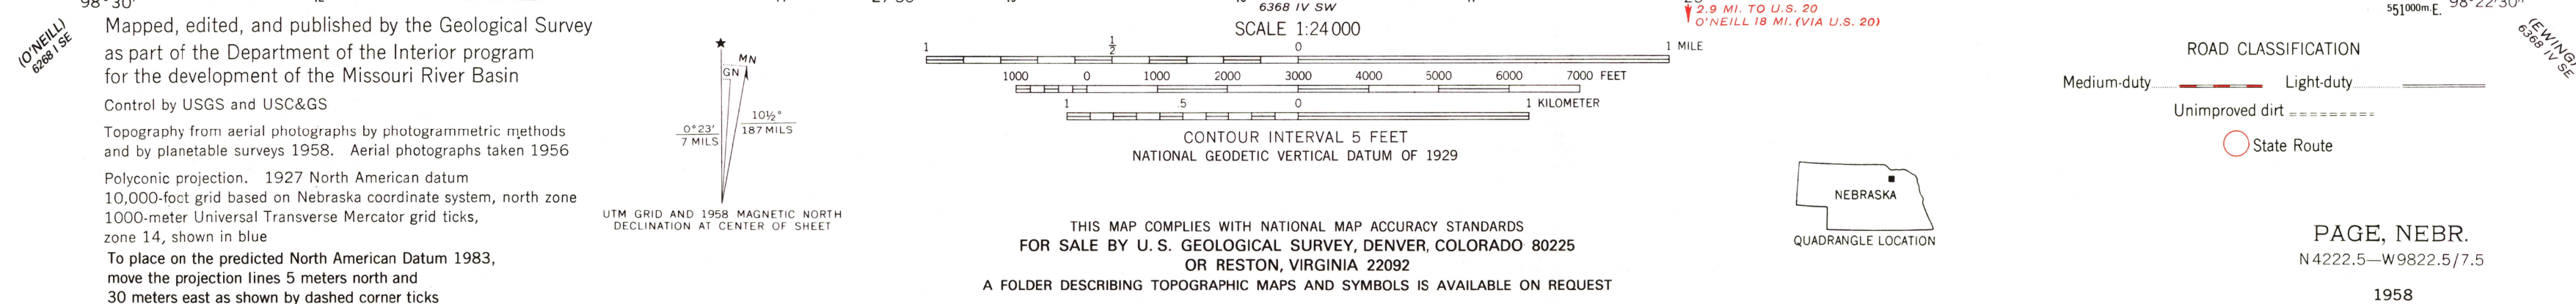 98°30'
(O'NEILL)
6268 I SE
Mapped, edited, and published by the Geological Survey
as part of the Department of the Interior program
for the development of the Missouri River Basin
Control by USGS and USC&GS
Topography from aerial photographs by photogrammetric methods
and by planetable surveys 1958. Aerial photographs taken 1956
Polyconic projection. 1927 North American datum
10,000-foot grid based on Nebraska coordinate system, north zone
1000-meter Universal Transverse Mercator grid ticks,
zone 14, shown in blue
To place on the predicted North American Datum 1983,
move the projection lines 5 meters north and
30 meters east as shown by dashed corner ticks
MN
GN
0°23'
7 MILS
10½°
187 MILS
UTM GRID AND 1958 MAGNETIC NORTH
DECLINATION AT CENTER OF SHEET
6368 IV SW
SCALE 1:24 000
1 ½ 0 1 MILE
1000 0 1000 2000 3000 4000 5000 6000 7000 FEET
1 .5 0 1 KILOMETER
CONTOUR INTERVAL 5 FEET
NATIONAL GEODETIC VERTICAL DATUM OF 1929
THIS MAP COMPLIES WITH NATIONAL MAP ACCURACY STANDARDS
FOR SALE BY U. S. GEOLOGICAL SURVEY, DENVER, COLORADO 80225
OR RESTON, VIRGINIA 22092
A FOLDER DESCRIBING TOPOGRAPHIC MAPS AND SYMBOLS IS AVAILABLE ON REQUEST
2.9 MI. TO U.S. 20
O'NEILL 18 MI. (VIA U.S. 20)
NEBRASKA
QUADRANGLE LOCATION
551000m.E.
98°22'30"
(EWING)
6368 IV SE
ROAD CLASSIFICATION
Medium-duty Light-duty
Unimproved dirt
State Route
PAGE, NEBR.
N4222.5—W9822.5/7.5
1958